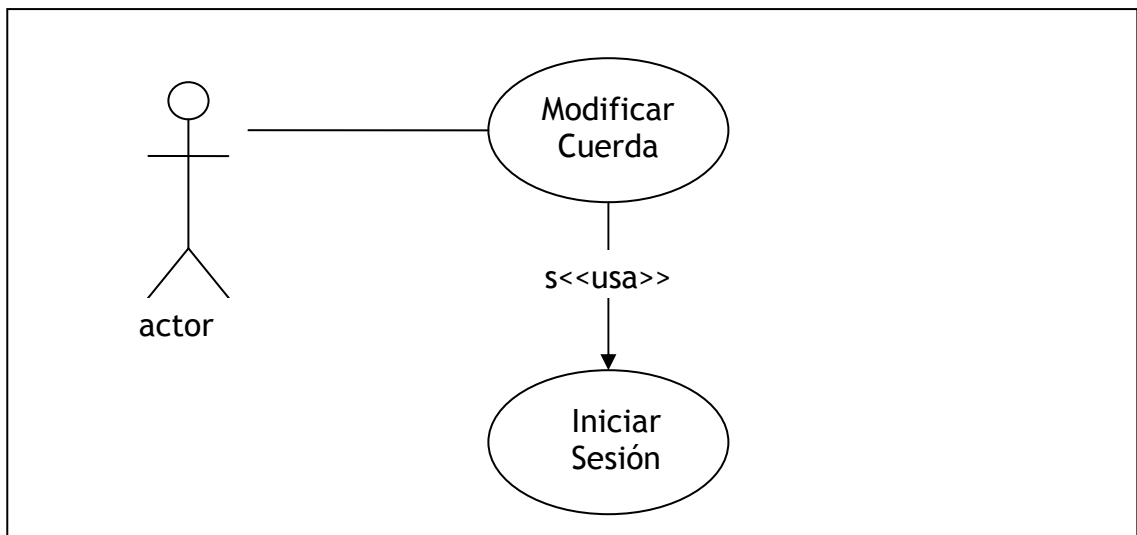 Modificar
Cuerda
s<<usa>>
actor
Iniciar
Sesión